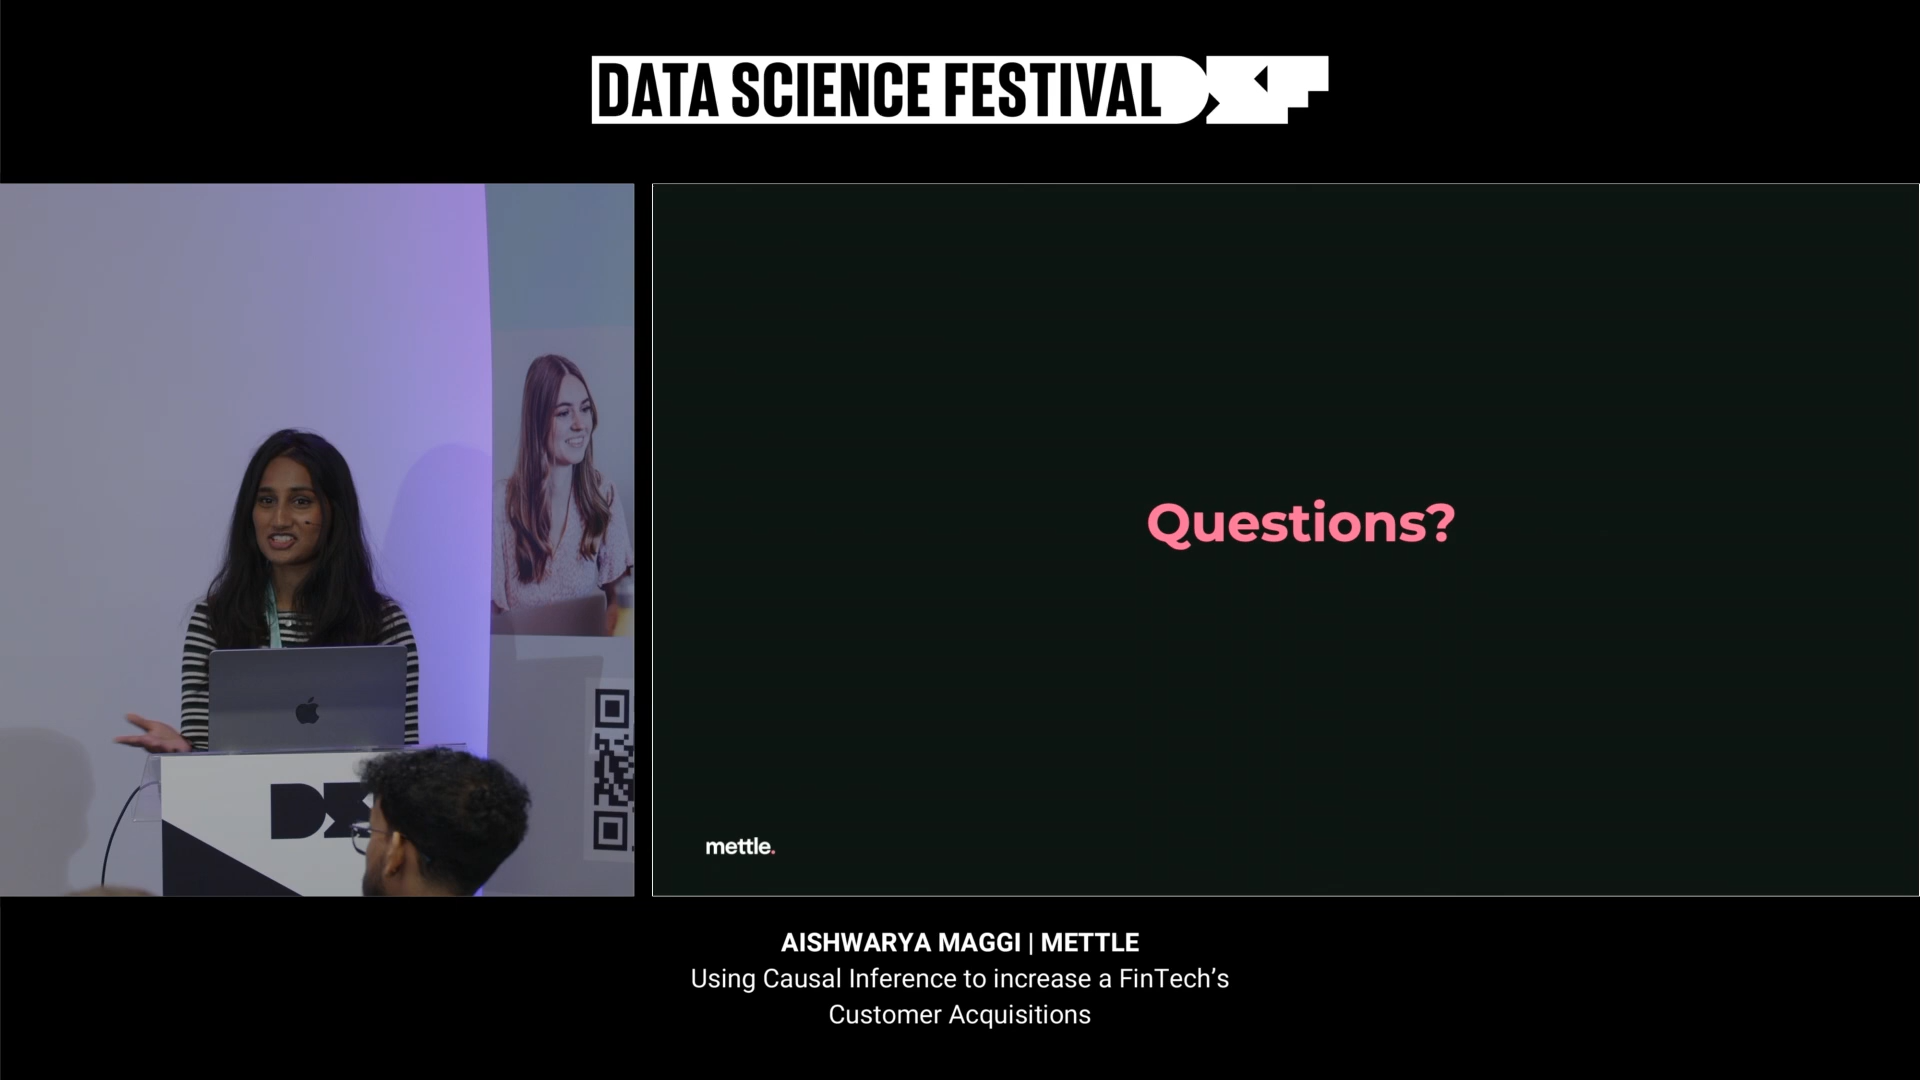 DATA SCIENCE FESTIVAL
Questions?
mettle.
AISHWARYA MAGGI | METTLE
Using Causal Inference to increase a FinTech’s
Customer Acquisitions